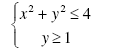 x² + y² ≤ 4
y ≥ 1